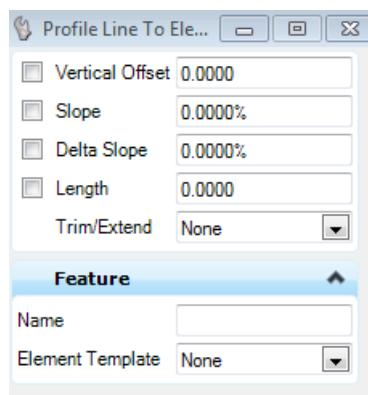 Profile Line To Ele...
Vertical Offset 0.0000
Slope 0.0000%
Delta Slope 0.0000%
Length 0.0000
Trim/Extend None
Feature
Name
Element Template None